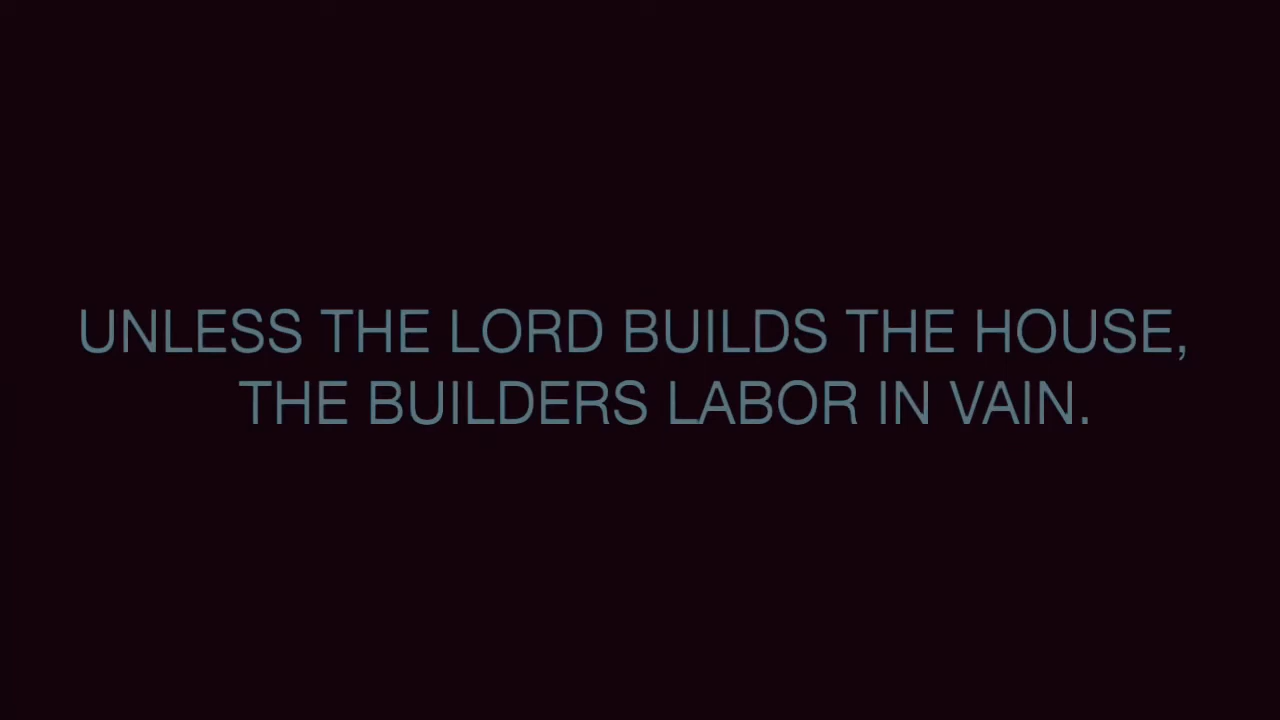 UNLESS THE LORD BUILDS THE HOUSE,
THE BUILDERS LABOR IN VAIN.